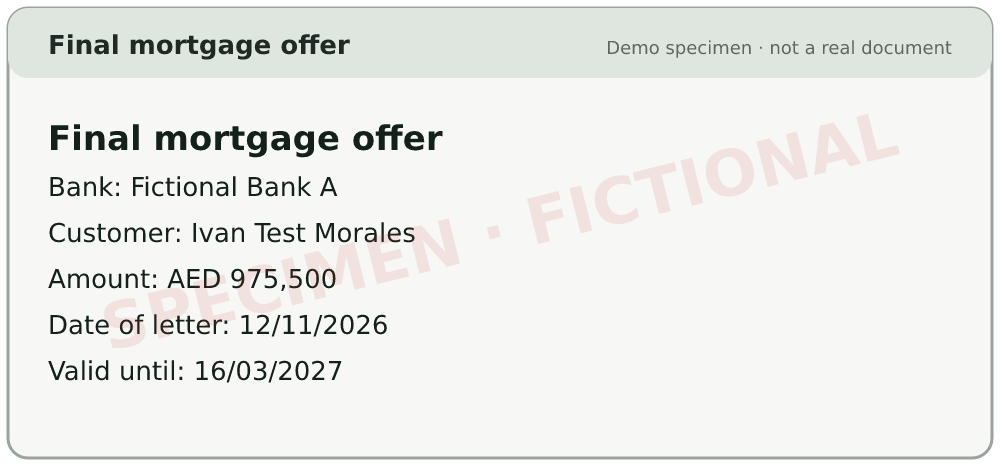 Final mortgage offer
Demo specimen · not a real document
Final mortgage offer
Bank: Fictional Bank A
Customer: Ivan Test Morales
Amount: AED 975,500
Date of letter: 12/11/2026
Valid until: 16/03/2027
SPECIMEN · FICTIONAL